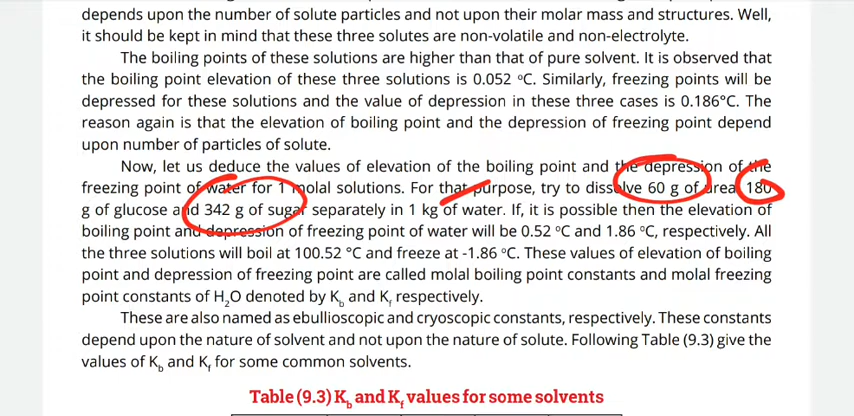 depends upon the number of solute particles and not upon their molar mass and structures. Well,
it should be kept in mind that these three solutes are non-volatile and non-electrolyte.
The boiling points of these solutions are higher than that of pure solvent. It is observed that
the boiling point elevation of these three solutions is 0.052 °C. Similarly, freezing points will be
depressed for these solutions and the value of depression in these three cases is 0.186°C. The
reason again is that the elevation of boiling point and the depression of freezing point depend
upon number of particles of solute.
Now, let us deduce the values of elevation of the boiling point and the depression of the
freezing point of water for 1 molal solutions. For that purpose, try to dissolve 60 g of urea, 180
g of glucose and 342 g of sugar separately in 1 kg of water. If, it is possible then the elevation of
boiling point and depression of freezing point of water will be 0.52 °C and 1.86 °C, respectively. All
the three solutions will boil at 100.52 °C and freeze at -1.86 °C. These values of elevation of boiling
point and depression of freezing point are called molal boiling point constants and molal freezing
point constants of H₂O denoted by K_b and K_f respectively.
These are also named as ebullioscopic and cryoscopic constants, respectively. These constants
depend upon the nature of solvent and not upon the nature of solute. Following Table (9.3) give the
values of K_b and K_f for some common solvents.
Table (9.3) K_b and K_f values for some solvents